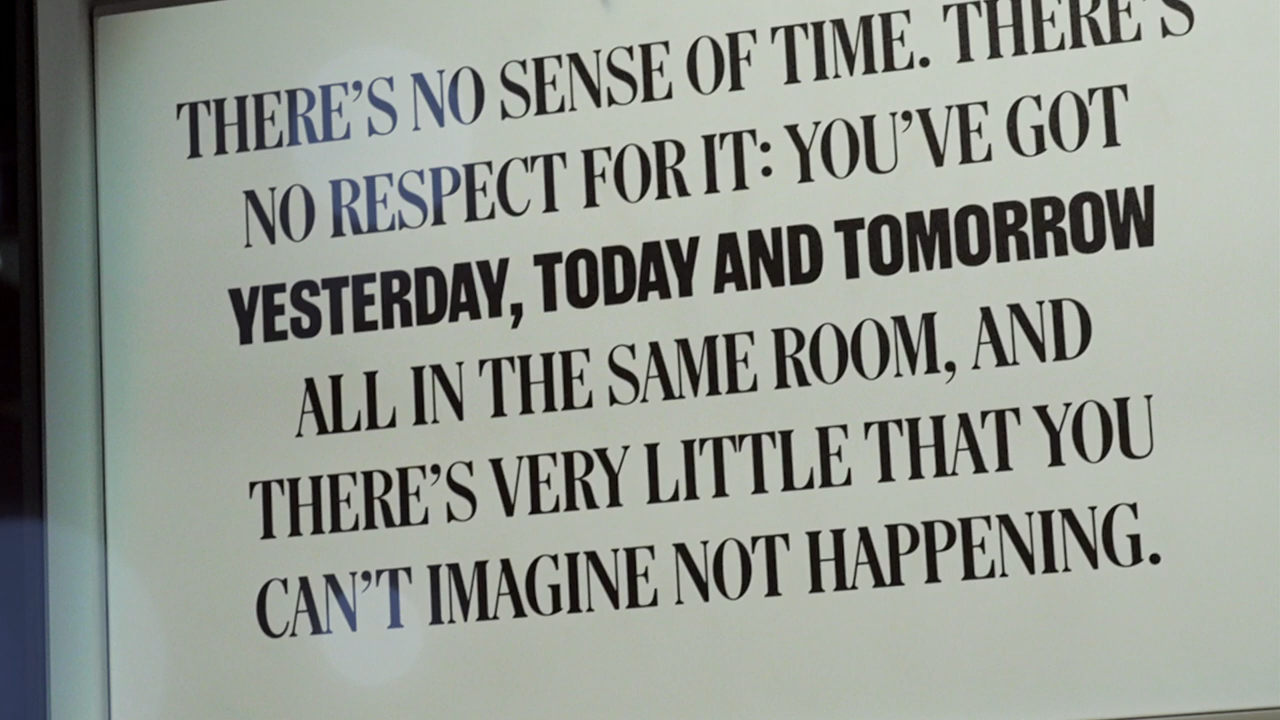 THERE'S NO SENSE OF TIME. THERE'S
NO RESPECT FOR IT: YOU'VE GOT
YESTERDAY, TODAY AND TOMORROW
ALL IN THE SAME ROOM, AND
THERE'S VERY LITTLE THAT YOU
CAN'T IMAGINE NOT HAPPENING.